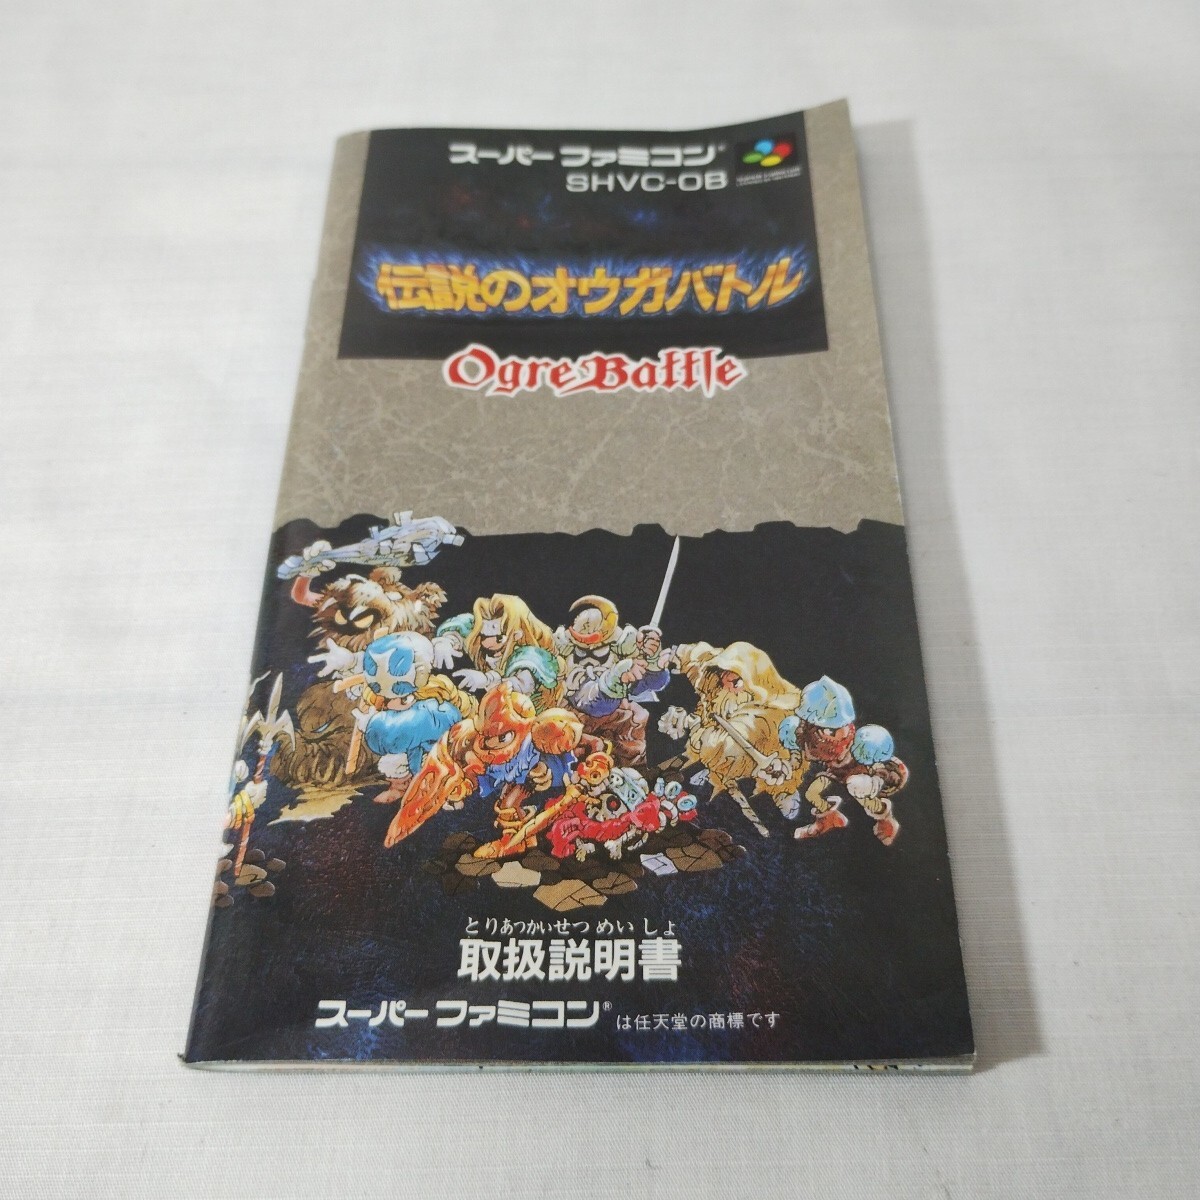 スーパーファミコン®
SHVC-OB
伝説のオウガバトル
OgreBattle
とりあつかいせつめいしょ
取扱説明書
スーパーファミコン®は任天堂の商標です